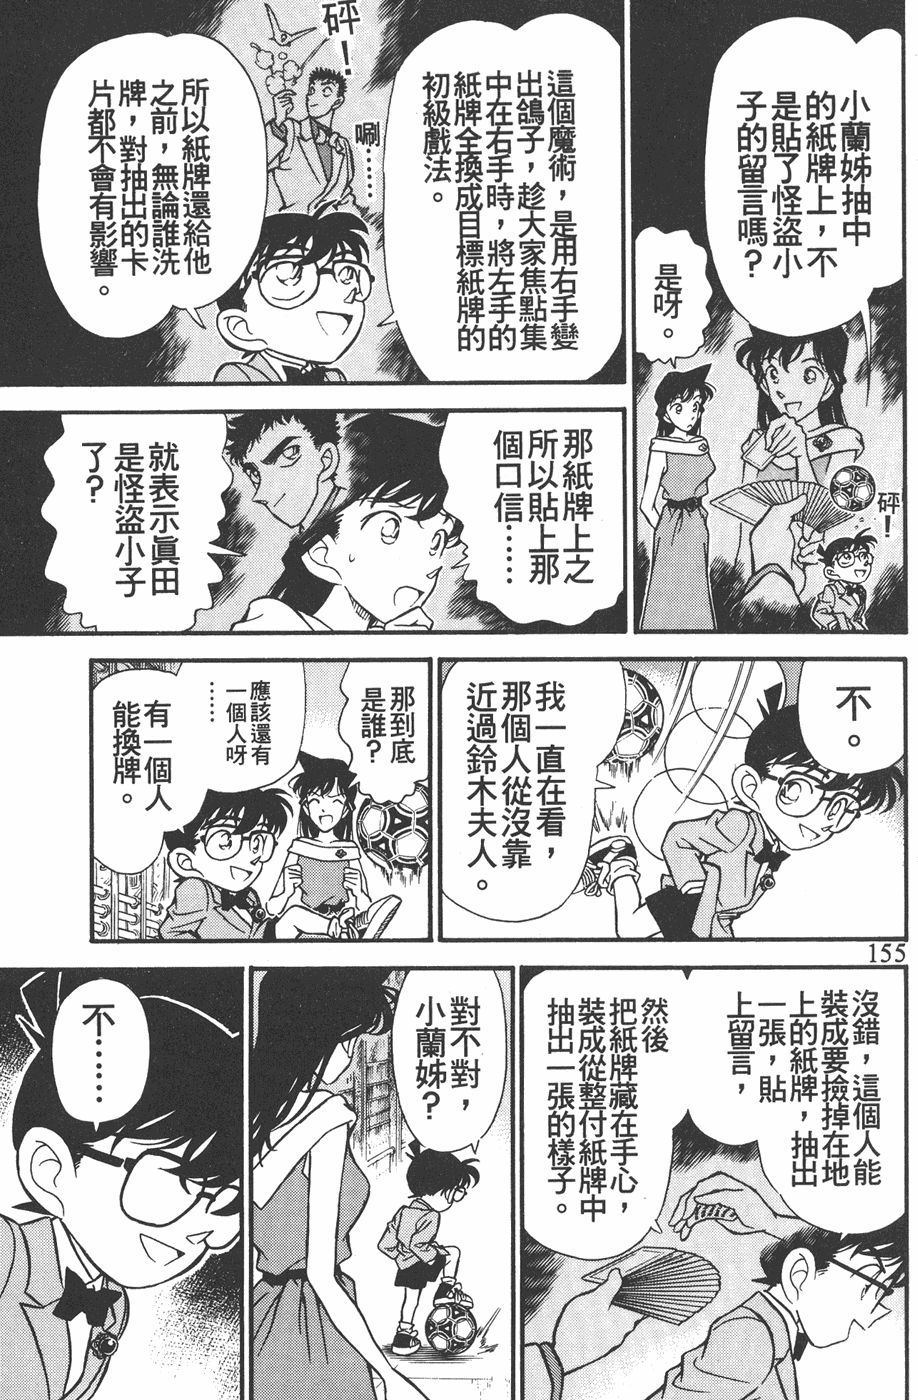 小蘭姊抽中
的紙牌上，不
是貼了怪盜小
子的留言嗎？
是呀。
砰！
這個魔術，是用右手變
出鴿子，趁大家焦點集
中在右手時，將左手的
紙牌全換成目標紙牌的
初級戲法。
砰！
唰……
所以紙牌還給他
之前，無論誰洗
牌，對抽出的卡
片都不會有影響。
那紙牌上之
所以貼上那
個口信……
就表示眞田
是怪盜小子
了？
不。
我一直在看，
那個人從沒靠
近過鈴木夫人。
那到底
是誰？
應該還有
一個人呀
……
有一個人
能換牌。
155
沒錯，這個人能
裝成要撿掉在地
上的紙牌，抽出
一張，貼
上留言，
然後
把紙牌藏在手心，
裝成從整付紙牌中
抽出一張的樣子。
對不對，
小蘭姊？
不……